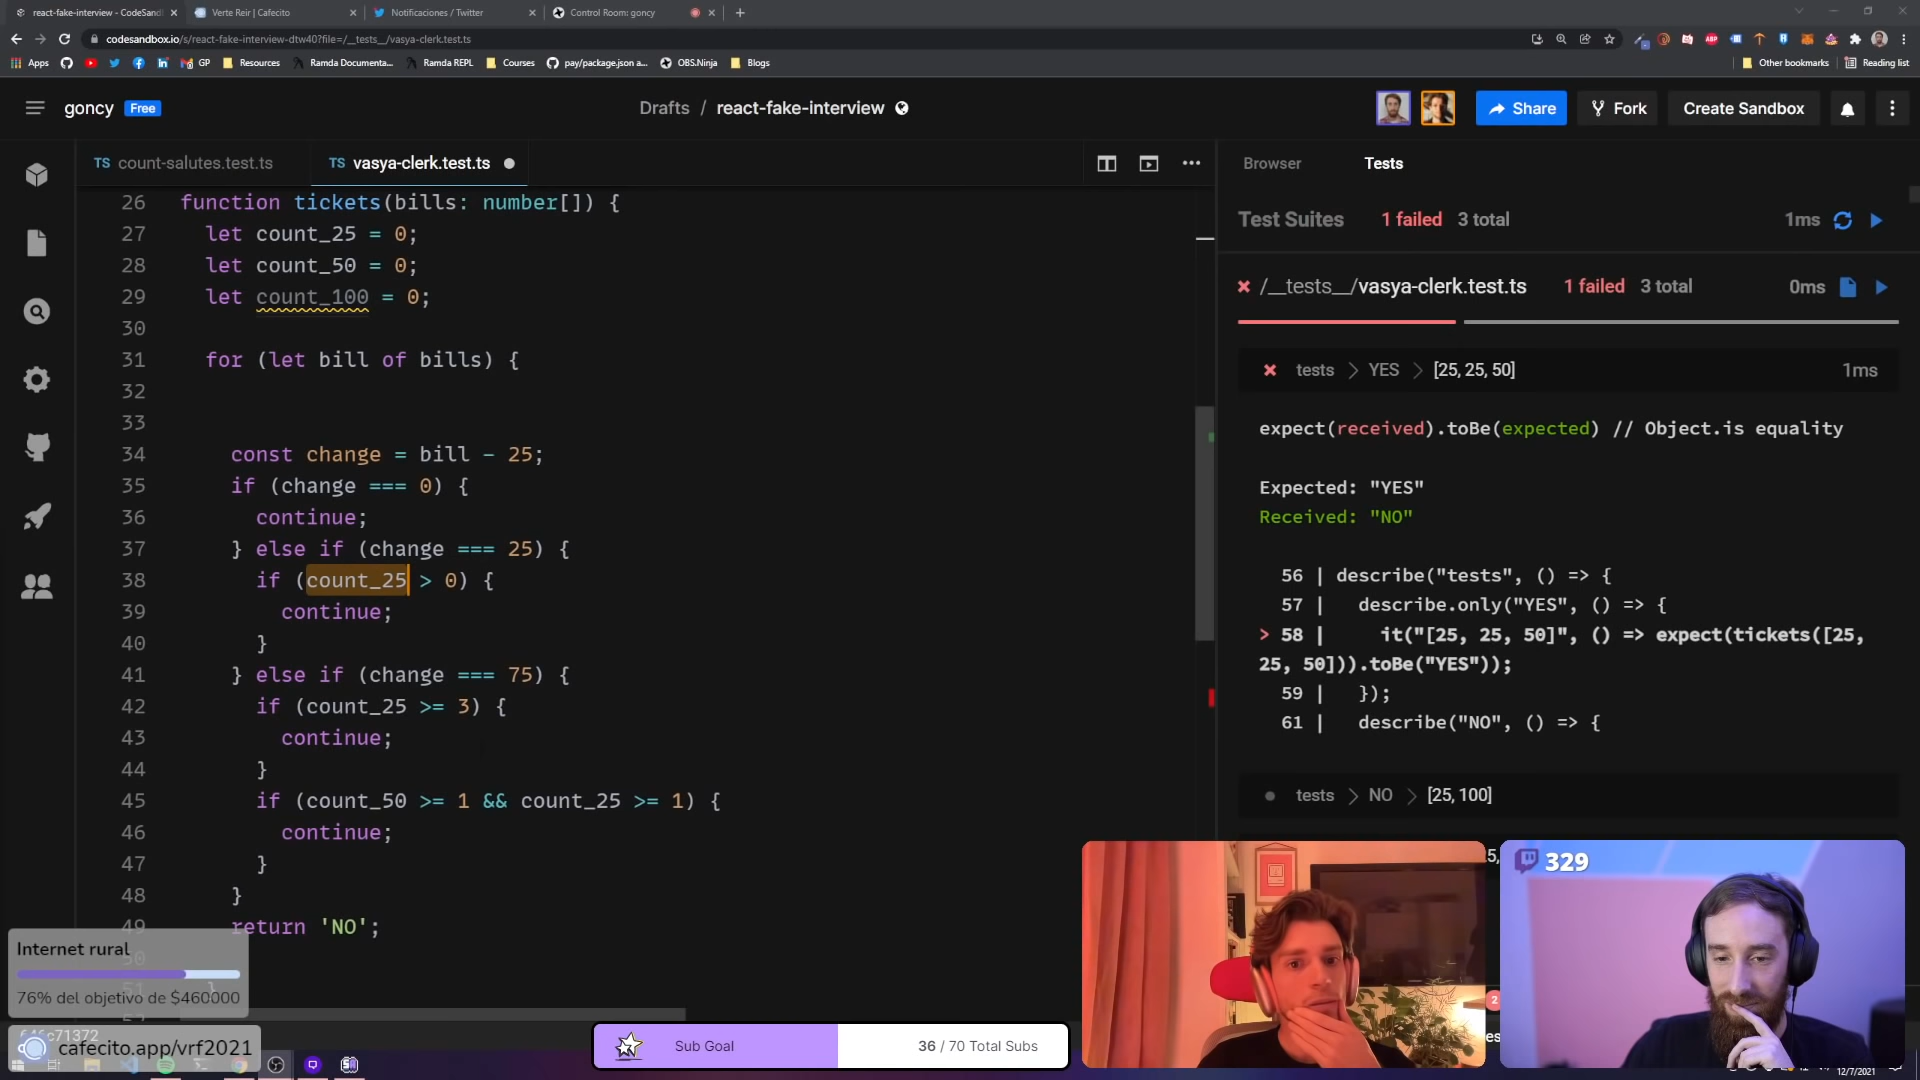 react-fake-interview - CodeSand
Verte Reir | Cafecito
Notificaciones / Twitter
Control Room: goncy
codesandbox.io/s/react-fake-interview-dtw40?file=/__tests__/vasya-clerk.test.ts
Apps
GP
Resources
Ramda Documenta...
Ramda REPL
Courses
pay/package.json a...
OBS.Ninja
Blogs
Other bookmarks
Reading list
goncy Free
Drafts / react-fake-interview
Share
Fork
Create Sandbox
TS count-salutes.test.ts
TS vasya-clerk.test.ts
26 function tickets(bills: number[]) {
27 let count_25 = 0;
28 let count_50 = 0;
29 let count_100 = 0;
30
31 for (let bill of bills) {
32
33
34 const change = bill - 25;
35 if (change === 0) {
36 continue;
37 } else if (change === 25) {
38 if (count_25 > 0) {
39 continue;
40 }
41 } else if (change === 75) {
42 if (count_25 >= 3) {
43 continue;
44 }
45 if (count_50 >= 1 && count_25 >= 1) {
46 continue;
47 }
48 }
49 return 'NO';
Browser
Tests
Test Suites 1 failed 3 total 1ms
/__tests__/vasya-clerk.test.ts 1 failed 3 total 0ms
tests > YES > [25, 25, 50] 1ms
expect(received).toBe(expected) // Object.is equality
Expected: "YES"
Received: "NO"
56 | describe("tests", () => {
57 | describe.only("YES", () => {
> 58 | it("[25, 25, 50]", () => expect(tickets([25,
25, 50])).toBe("YES"));
59 | });
61 | describe("NO", () => {
tests > NO > [25, 100]
329
Internet rural
76% del objetivo de $460000
cafecito.app/vrf2021
Sub Goal
36 / 70 Total Subs
12/7/2021